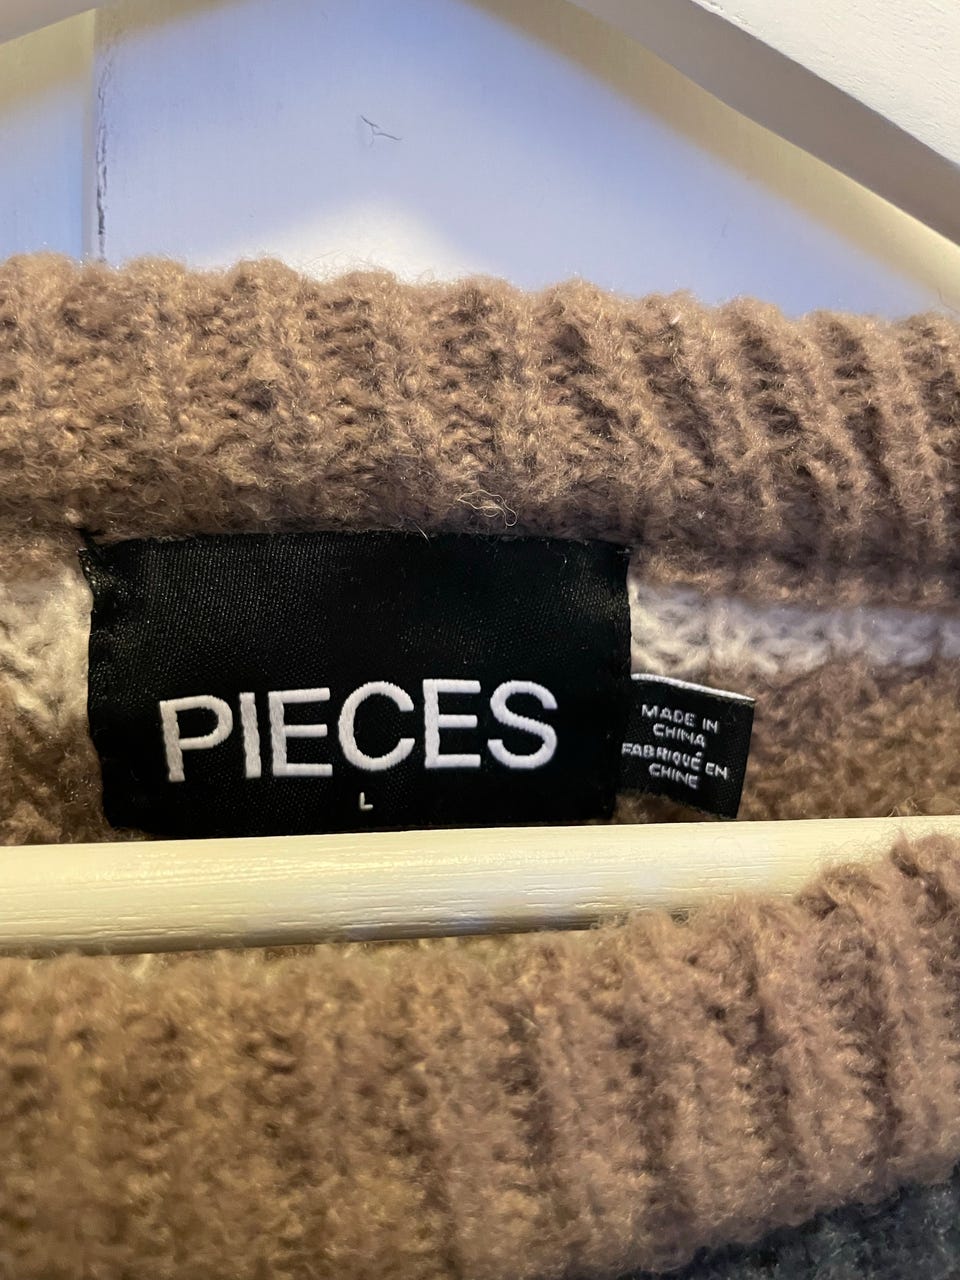 PIECES
L
MADE IN
CHINA
FABRIQUÉ EN
CHINE